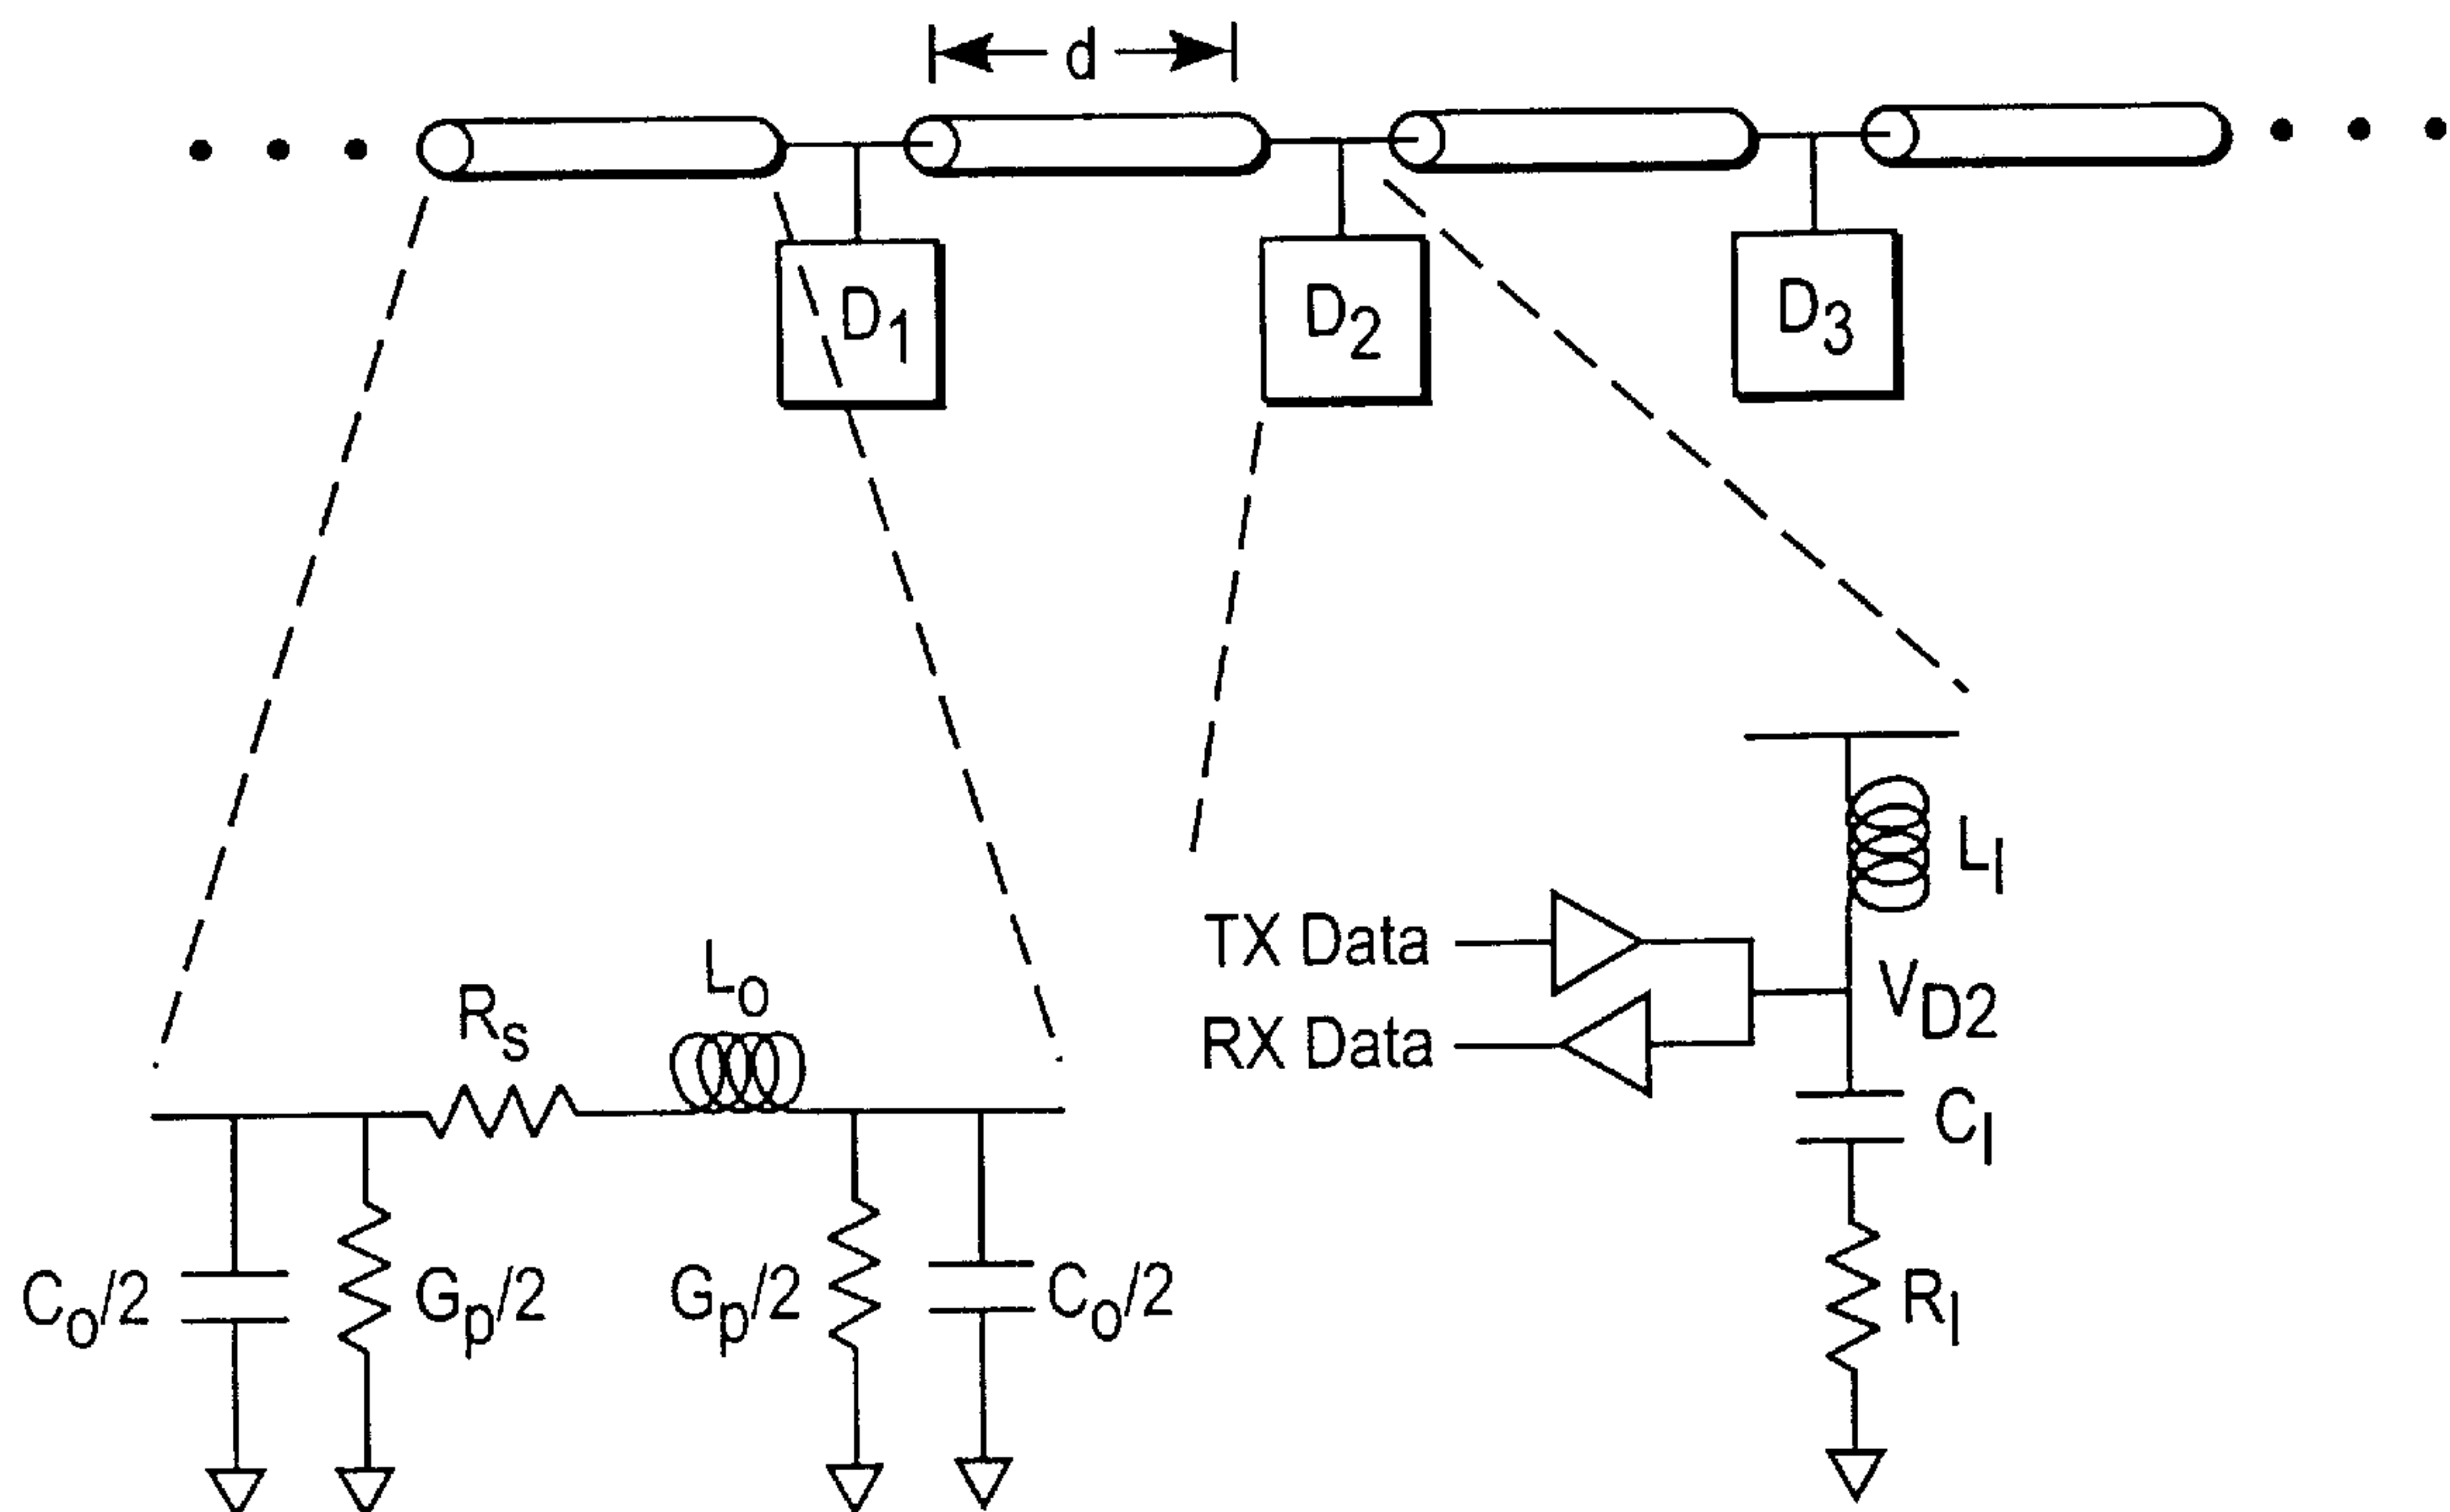 d
D1
D2
D3
LI
TX Data
VD2
RX Data
Lo
Rs
CI
Co/2
Gp/2
Gp/2
Co/2
RI